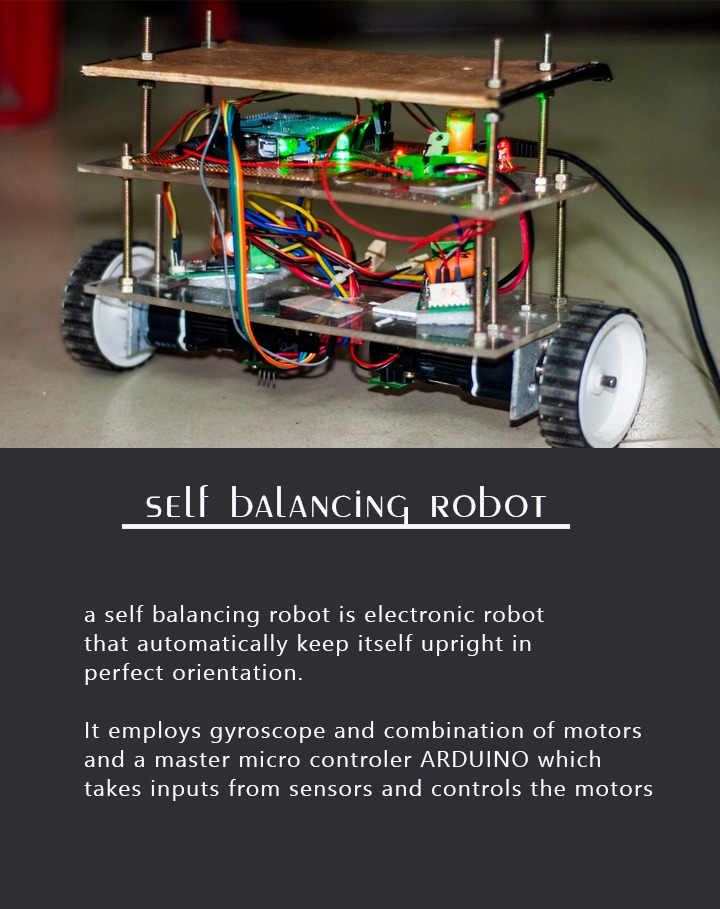 self balancing robot
a self balancing robot is electronic robot
that automatically keep itself upright in
perfect orientation.
It employs gyroscope and combination of motors
and a master micro controler ARDUINO which
takes inputs from sensors and controls the motors